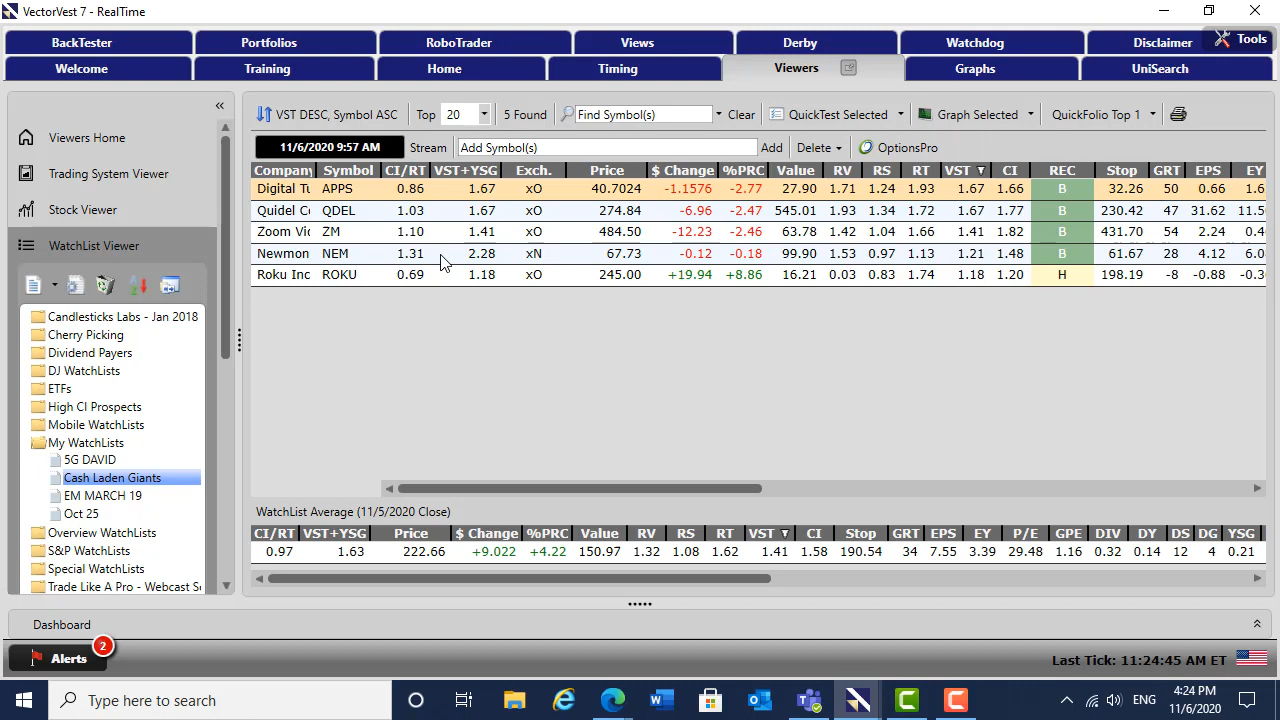 VectorVest 7 - RealTime
BackTester Portfolios RoboTrader Views Derby Watchdog Disclaimer Tools
Welcome Training Home Timing Viewers Graphs UniSearch
«
Viewers Home
Trading System Viewer
Stock Viewer
WatchList Viewer
Candlesticks Labs - Jan 2018
Cherry Picking
Dividend Payers
DJ WatchLists
ETFs
High CI Prospects
Mobile WatchLists
My WatchLists
5G DAVID
Cash Laden Giants
EM MARCH 19
Oct 25
Overview WatchLists
S&P WatchLists
Special WatchLists
Trade Like A Pro - Webcast S
VST DESC, Symbol ASC Top 20 5 Found Find Symbol(s) Clear QuickTest Selected Graph Selected QuickFolio Top 1
11/6/2020 9:57 AM Stream Add Symbol(s) Add Delete OptionsPro
Company Symbol CI/RT VST+YSG Exch. Price $ Change %PRC Value RV RS RT VST CI REC Stop GRT EPS EY
Digital Tu APPS 0.86 1.67 xO 40.7024 -1.1576 -2.77 27.90 1.71 1.24 1.93 1.67 1.66 B 32.26 50 0.66 1.6
Quidel Co QDEL 1.03 1.67 xO 274.84 -6.96 -2.47 545.01 1.93 1.34 1.72 1.67 1.77 B 230.42 47 31.62 11.5
Zoom Vid ZM 1.10 1.41 xO 484.50 -12.23 -2.46 63.78 1.42 1.04 1.66 1.41 1.82 B 431.70 54 2.24 0.4
Newmon NEM 1.31 2.28 xN 67.73 -0.12 -0.18 99.90 1.53 0.97 1.13 1.21 1.48 B 61.67 28 4.12 6.0
Roku Inc ROKU 0.69 1.18 xO 245.00 +19.94 +8.86 16.21 0.03 0.83 1.74 1.18 1.20 H 198.19 -8 -0.88 -0.3
WatchList Average (11/5/2020 Close)
CI/RT VST+YSG Price $ Change %PRC Value RV RS RT VST CI Stop GRT EPS EY P/E GPE DIV DY DS DG YSG
0.97 1.63 222.66 +9.022 +4.22 150.97 1.32 1.08 1.62 1.41 1.58 190.54 34 7.55 3.39 29.48 1.16 0.32 0.14 12 4 0.21
Dashboard
Alerts 2
Last Tick: 11:24:45 AM ET
Type here to search
ENG
4:24 PM
11/6/2020